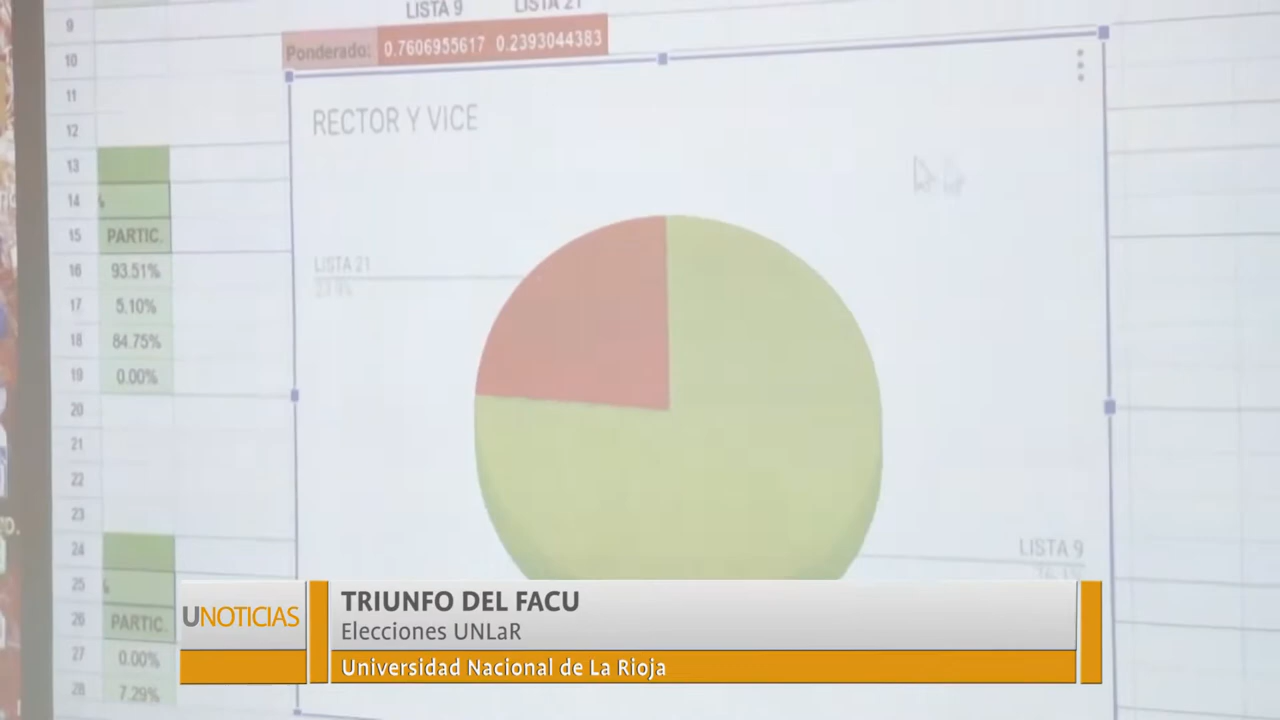 LISTA 9 LISTA 21
Ponderado: 0.7606955617 0.2393044383
RECTOR Y VICE
LISTA 21
23.9%
LISTA 9
9
10
11
12
13
14
15 PARTIC.
16 93.51%
17 5.10%
18 84.75%
19 0.00%
20
21
22
23
24
25
26 PARTIC.
27 0.00%
28 7.29%
UNOTICIAS
TRIUNFO DEL FACU
Elecciones UNLaR
Universidad Nacional de La Rioja